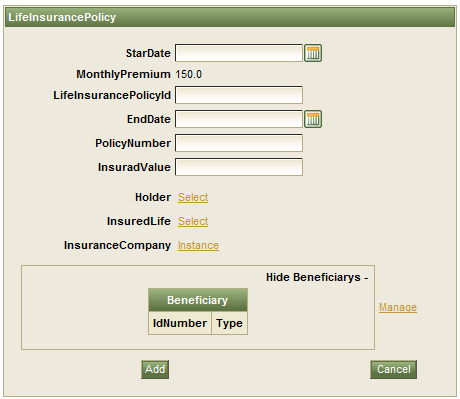 LifeInsurancePolicy
StarDate
MonthlyPremium 150.0
LifeInsurancePolicyId
EndDate
PolicyNumber
InsuradValue
Holder Select
InsuredLife Select
InsuranceCompany Instance
Hide Beneficiarys -
Beneficiary
IdNumber Type
Manage
Add Cancel